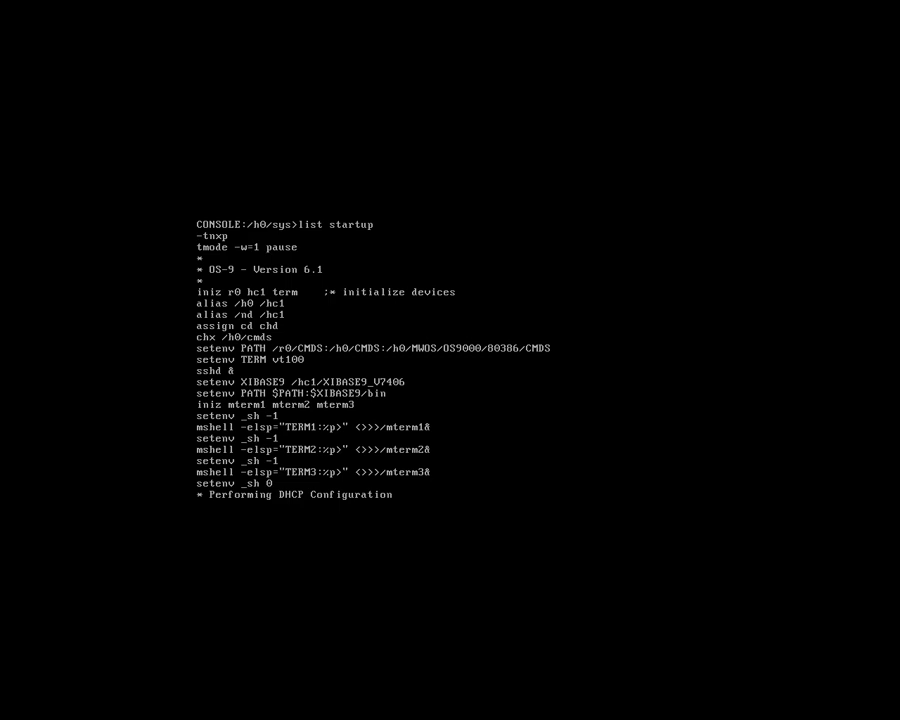 CONSOLE:/h0/sys>list startup
-tnxp
tmode -w=1 pause
*
* OS-9 - Version 6.1
*
iniz r0 hc1 term    ;* initialize devices
alias /h0 /hc1
alias /nd /hc1
assign cd chd
chx /h0/cmds
setenv PATH /r0/CMDS:/h0/CMDS:/h0/MWOS/OS9000/80386/CMDS
setenv TERM vt100
sshd &
setenv XIBASE9 /hc1/XIBASE9_V7406
setenv PATH $PATH:$XIBASE9/bin
iniz mterm1 mterm2 mterm3
setenv _sh -1
mshell -elsp="TERM1:%p>" <>>>/mterm1&
setenv _sh -1
mshell -elsp="TERM2:%p>" <>>>/mterm2&
setenv _sh -1
mshell -elsp="TERM3:%p>" <>>>/mterm3&
setenv _sh 0
* Performing DHCP Configuration